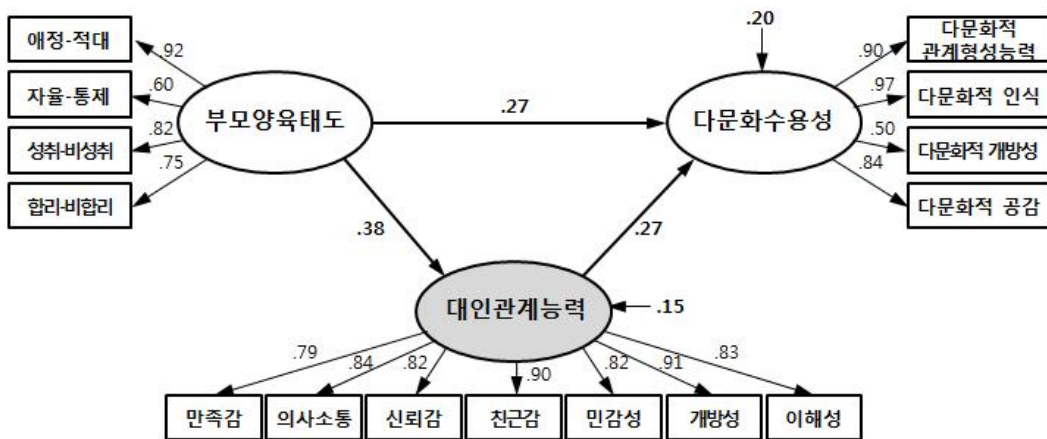 애정-적대
자율-통제
성취-비성취
합리-비합리
.92
.60
.82
.75
부모양육태도
.27
.38
.20
다문화수용성
.90
.97
.50
.84
다문화적
관계형성능력
다문화적 인식
다문화적 개방성
다문화적 공감
.27
대인관계능력
.15
.79
.84
.82
.90
.82
.91
.83
만족감
의사소통
신뢰감
친근감
민감성
개방성
이해성